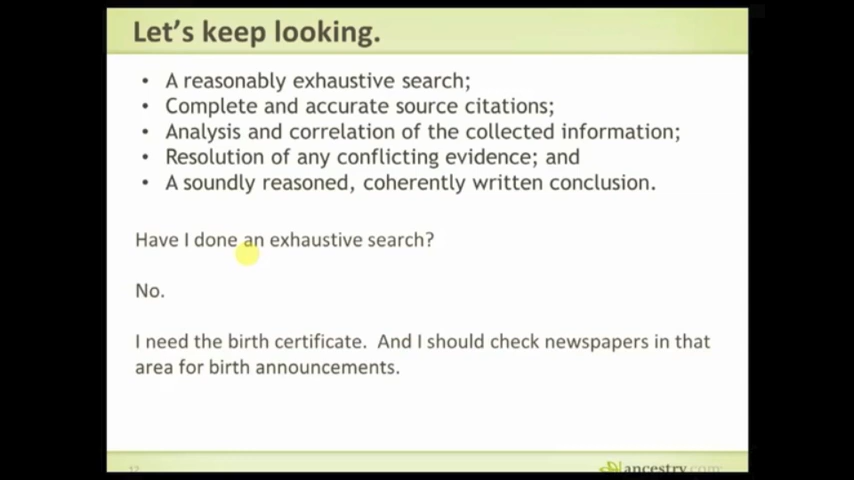 Let's keep looking.
• A reasonably exhaustive search;
• Complete and accurate source citations;
• Analysis and correlation of the collected information;
• Resolution of any conflicting evidence; and
• A soundly reasoned, coherently written conclusion.
Have I done an exhaustive search?
No.
I need the birth certificate.  And I should check newspapers in that
area for birth announcements.
12
ancestry.com